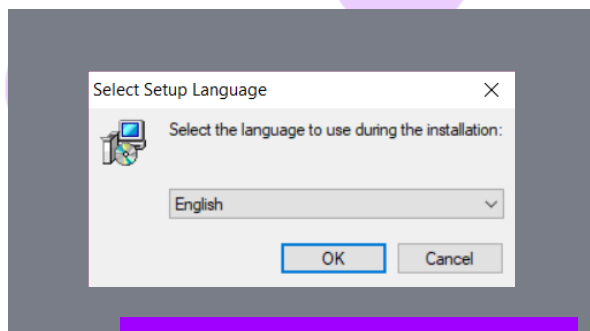 Select Setup Language
Select the language to use during the installation:
English
OK
Cancel